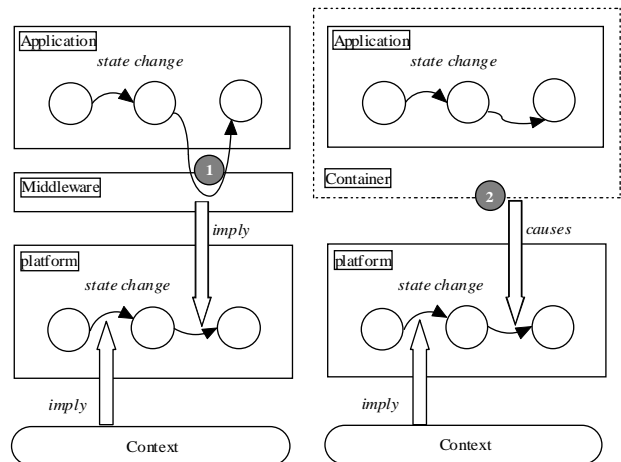 Application
state change
1
Middleware
imply
platform
state change
imply
Context
Application
state change
Container
2
causes
platform
state change
imply
Context